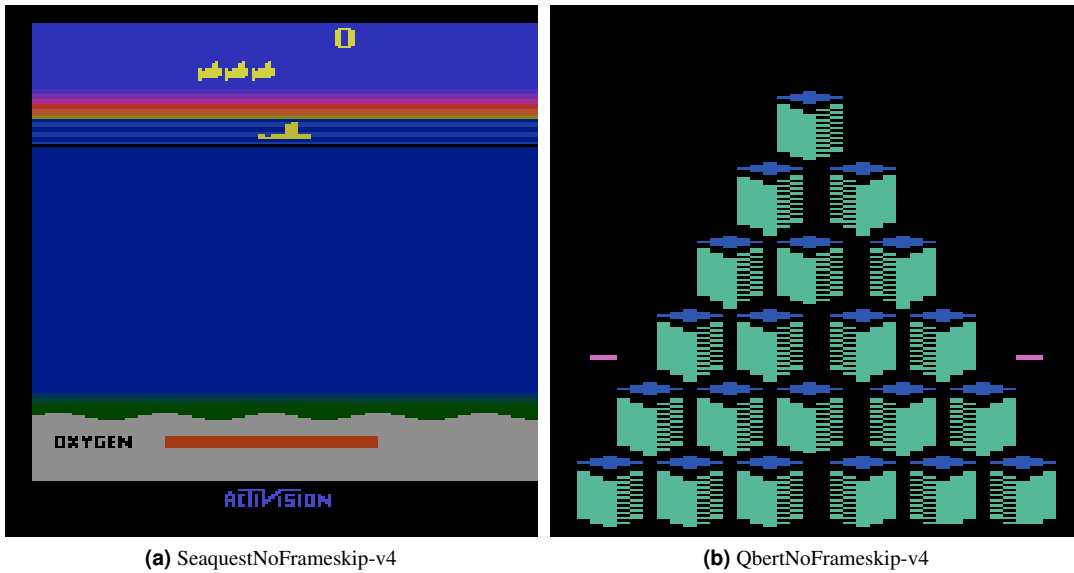 0
OXYGEN
ACTIVISION
(a) SeaquestNoFrameskip-v4
(b) QbertNoFrameskip-v4